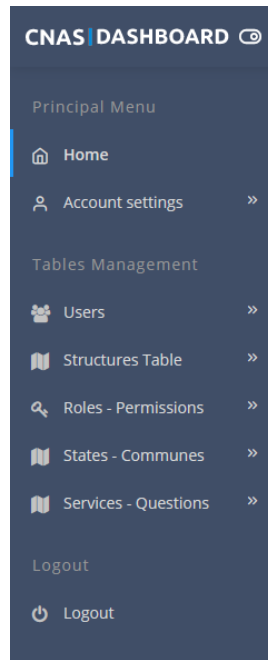 CNAS|DASHBOARD
Principal Menu
Home
Account settings
Tables Management
Users
Structures Table
Roles - Permissions
States - Communes
Services - Questions
Logout
Logout